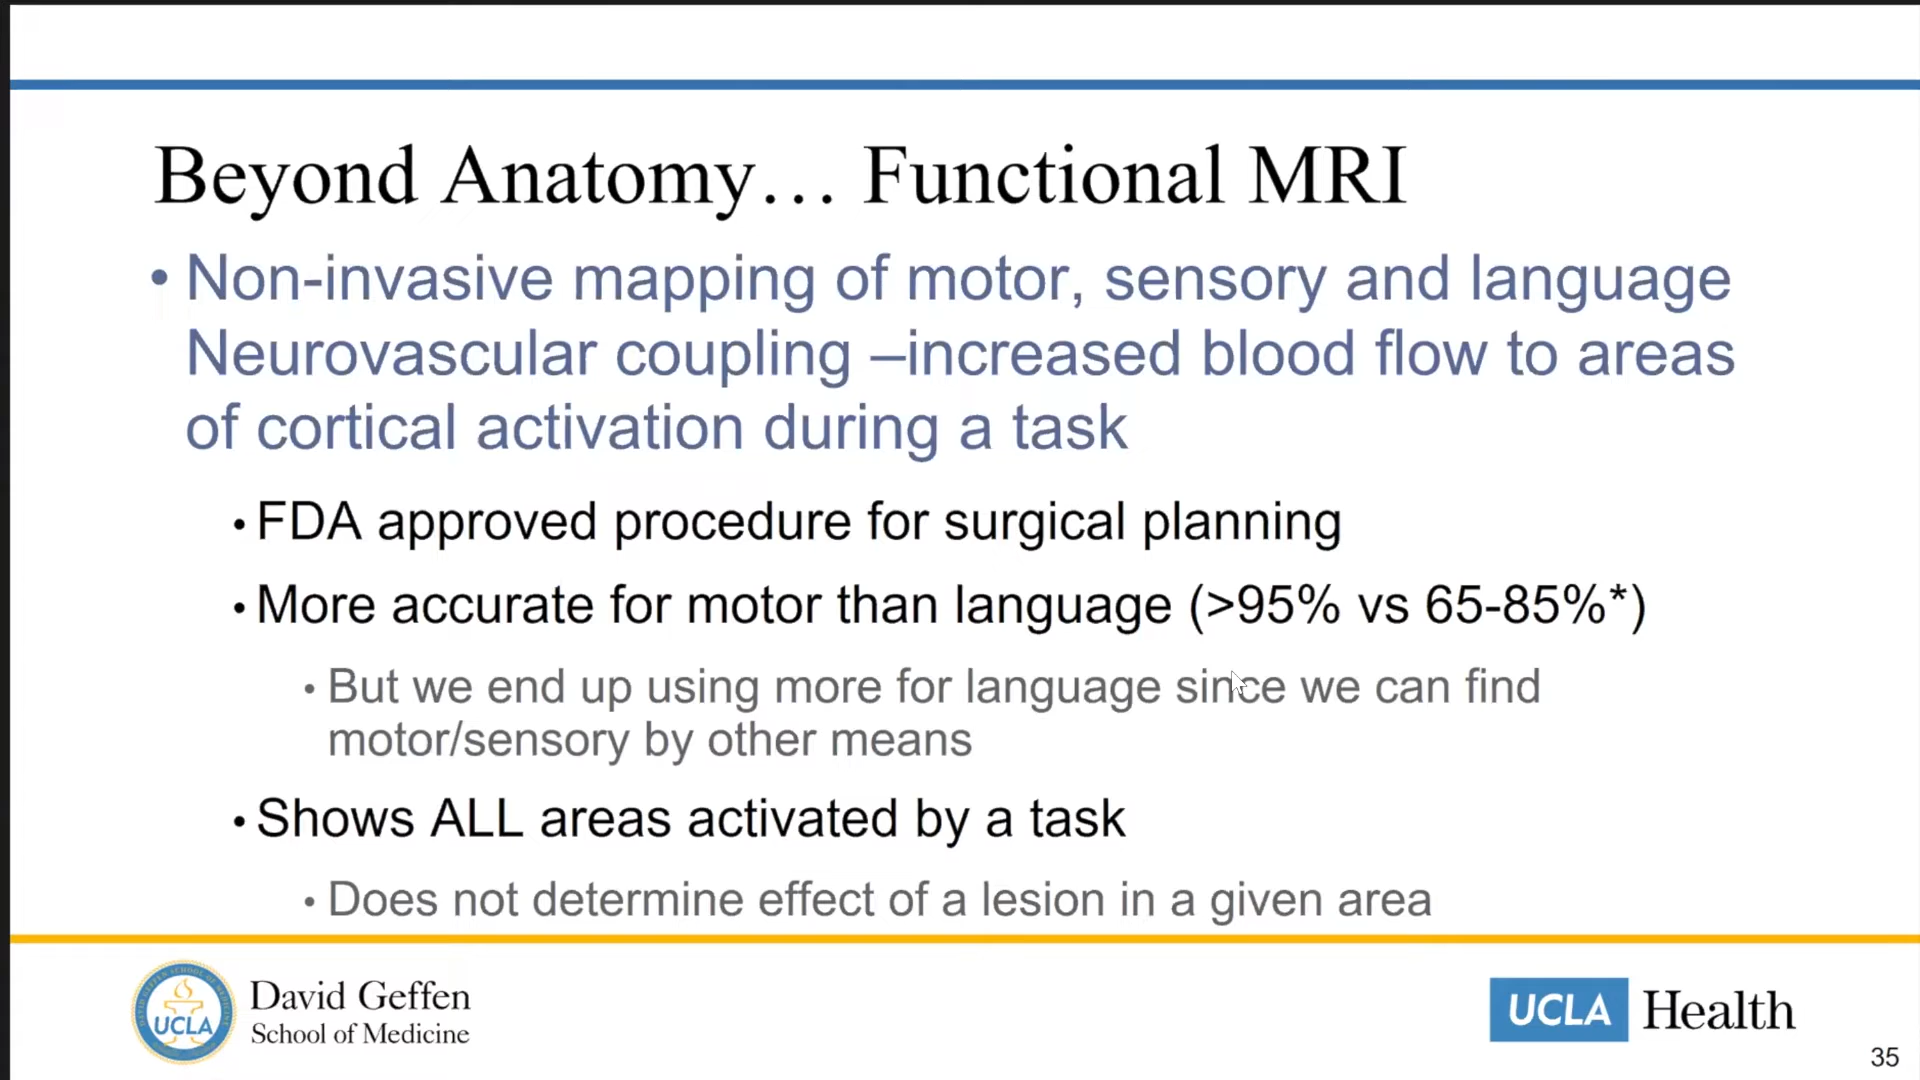 Beyond Anatomy… Functional MRI
• Non-invasive mapping of motor, sensory and language
Neurovascular coupling –increased blood flow to areas
of cortical activation during a task
• FDA approved procedure for surgical planning
• More accurate for motor than language (>95% vs 65-85%*)
• But we end up using more for language since we can find
motor/sensory by other means
• Shows ALL areas activated by a task
• Does not determine effect of a lesion in a given area
UCLA
David Geffen
School of Medicine
UCLA Health
35